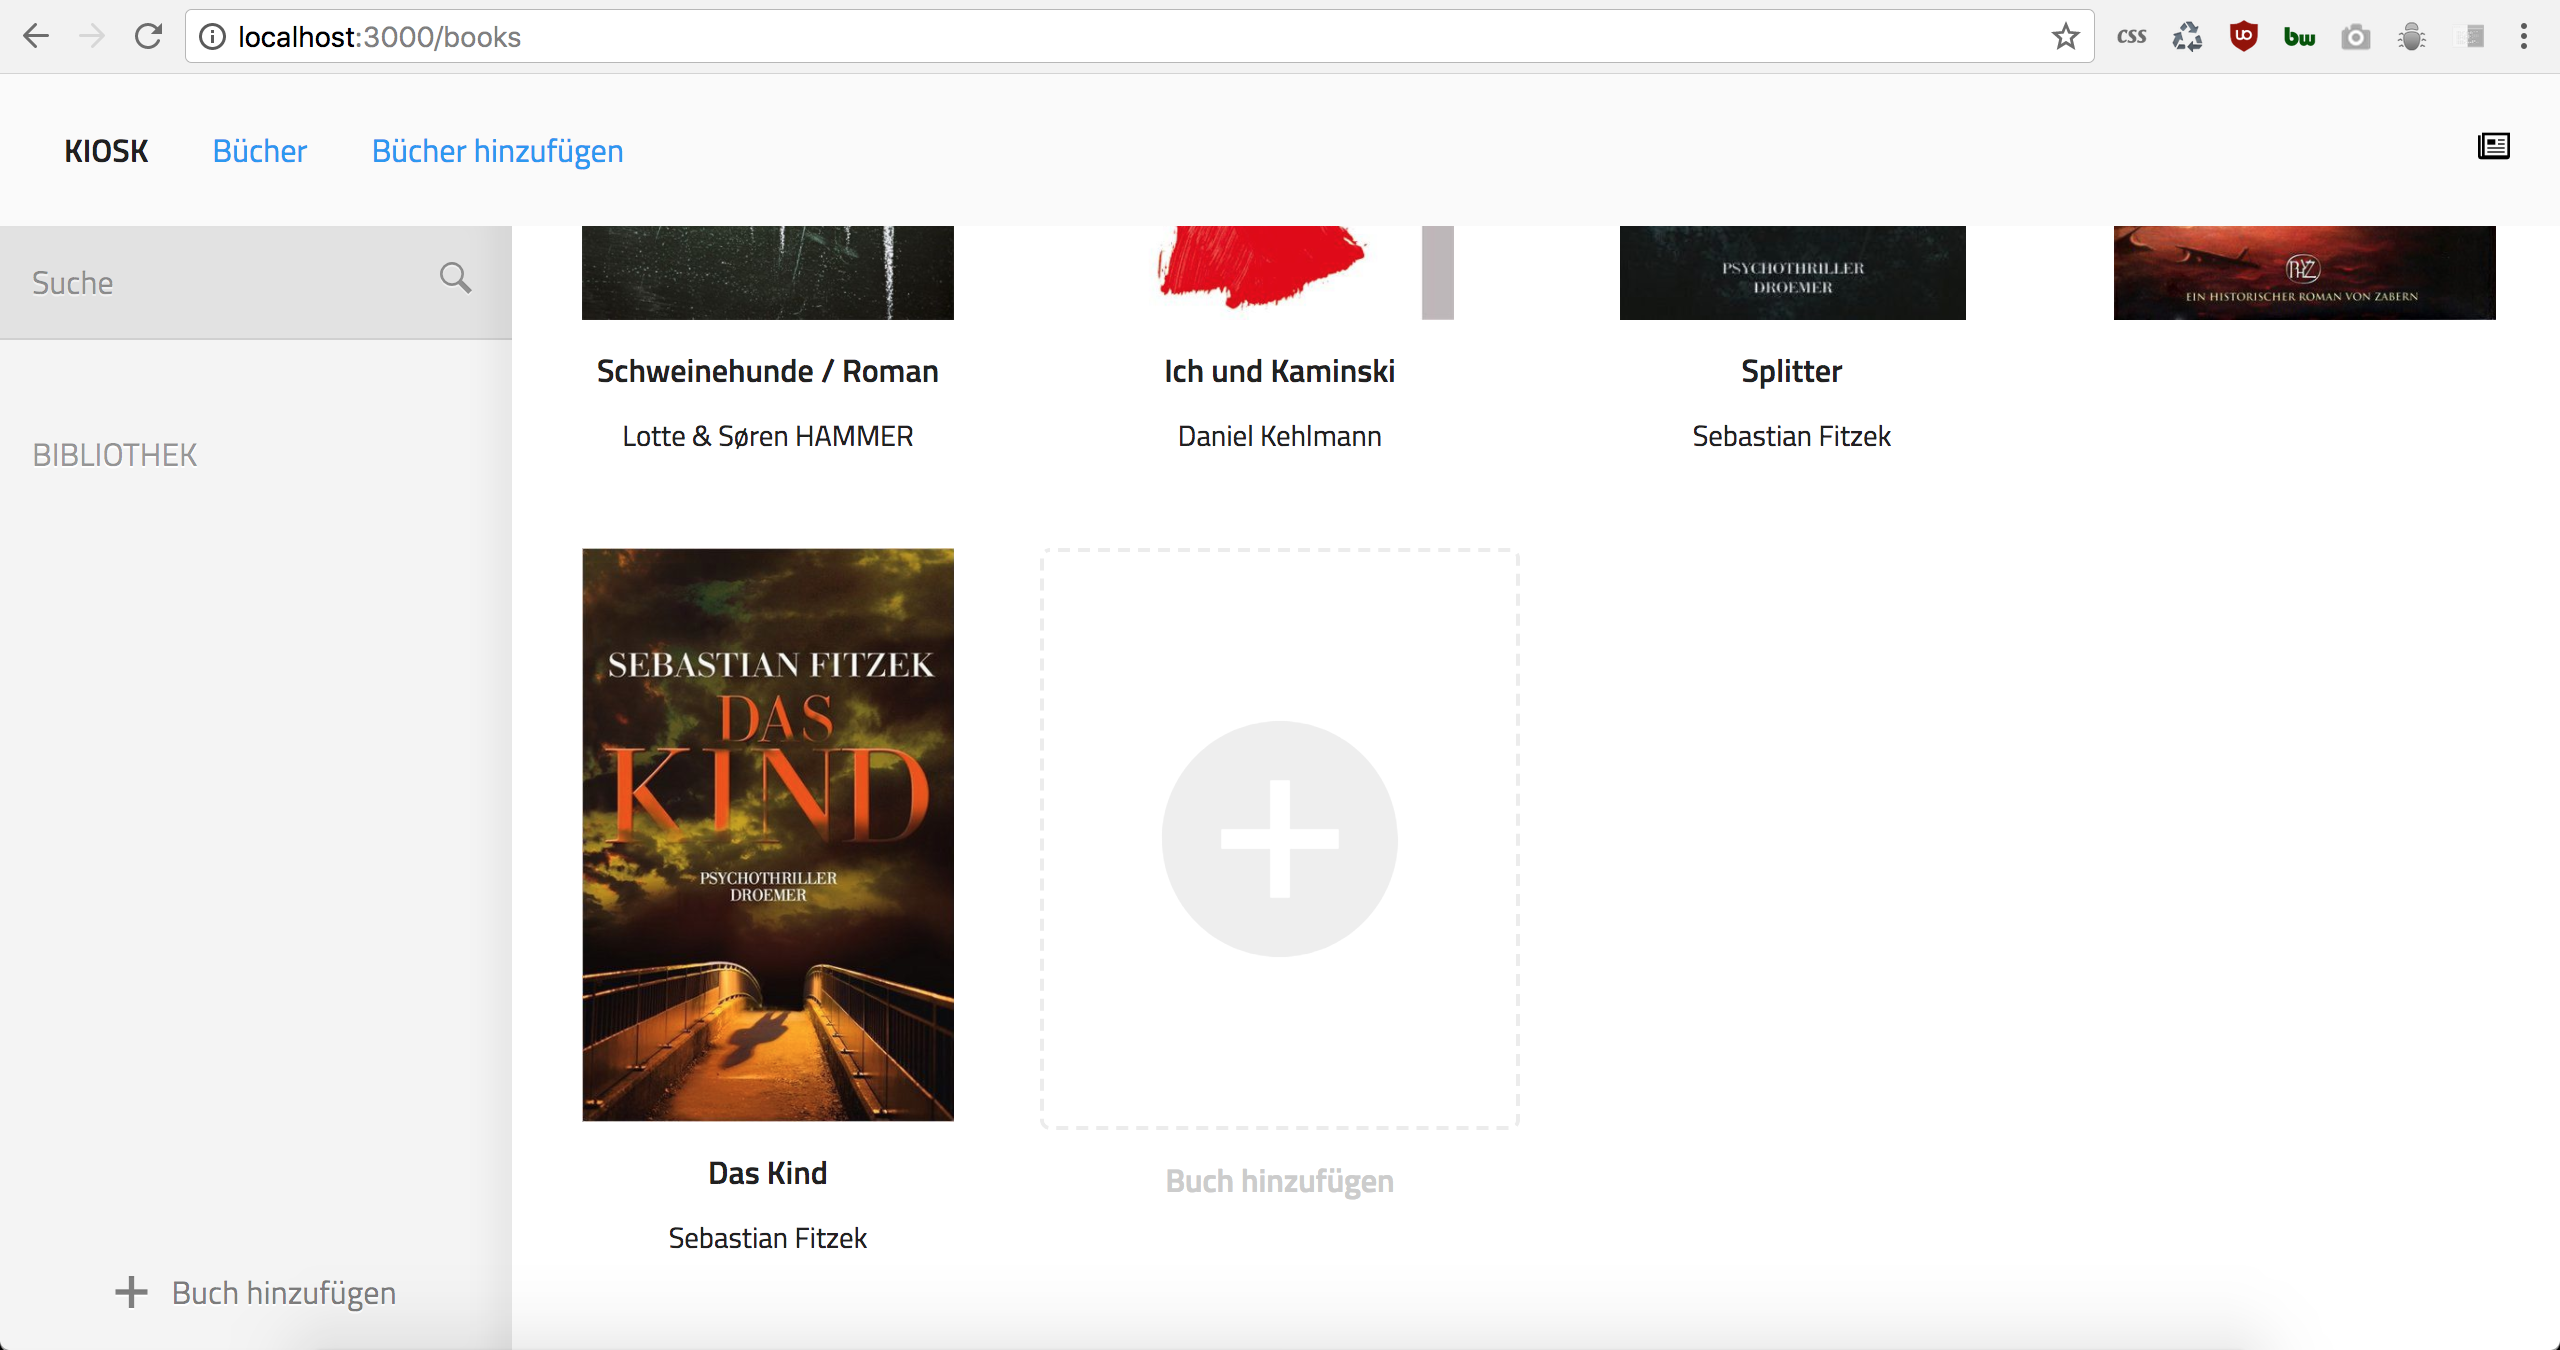 localhost:3000/books
css
bw
KIOSK Bücher Bücher hinzufügen
Suche
BIBLIOTHEK
Buch hinzufügen
PSYCHOTHRILLER
DROEMER
EIN HISTORISCHER ROMAN VON ZABERN
Schweinehunde / Roman
Lotte & Søren HAMMER
Ich und Kaminski
Daniel Kehlmann
Splitter
Sebastian Fitzek
SEBASTIAN FITZEK
DAS
KIND
PSYCHOTHRILLER
DROEMER
Das Kind
Sebastian Fitzek
Buch hinzufügen